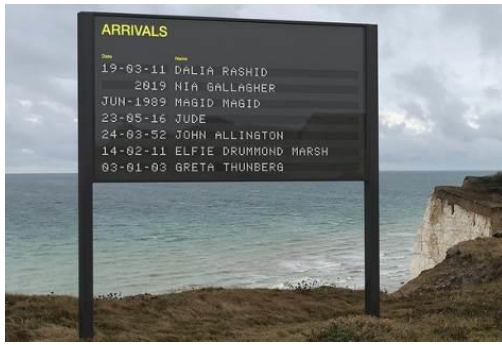 ARRIVALS
Date Name
19-03-11 DALIA RASHID
2019 NIA GALLAGHER
JUN-1989 MAGID MAGID
23-05-16 JUDE
24-03-52 JOHN ALLINGTON
14-02-11 ELFIE DRUMMOND MARSH
03-01-03 GRETA THUNBERG